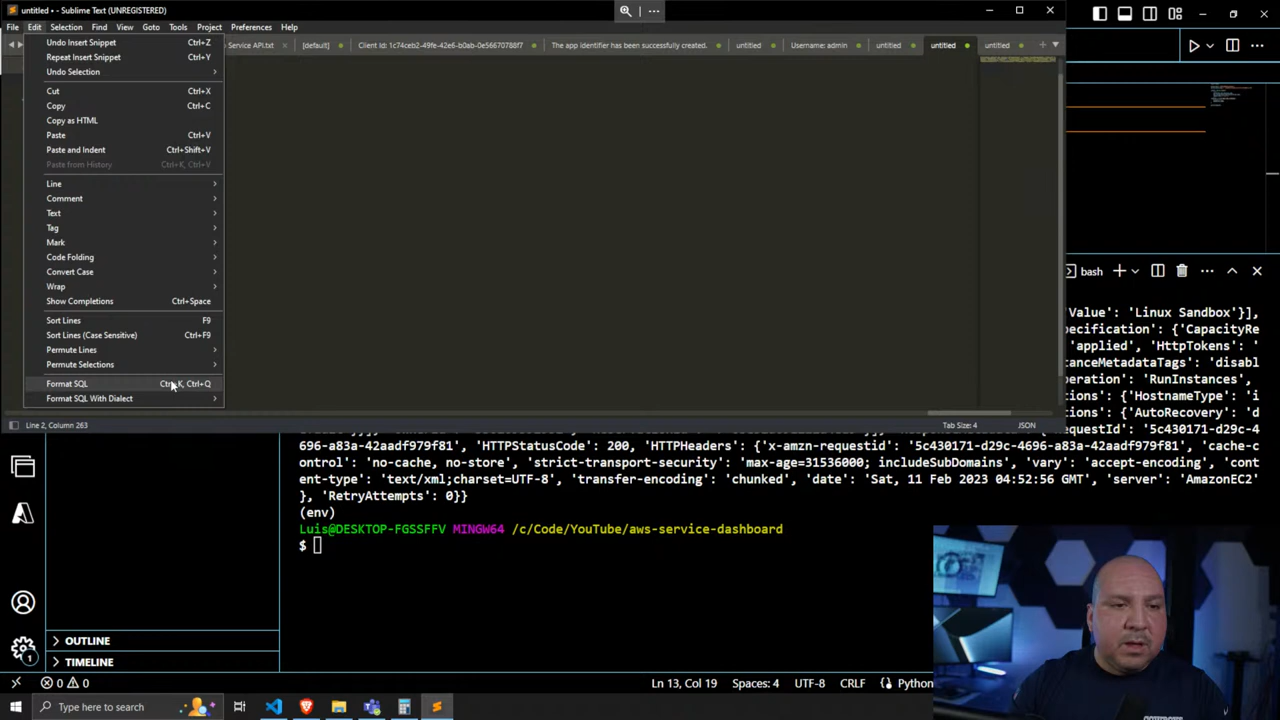 untitled • - Sublime Text (UNREGISTERED)
File Edit Selection Find View Goto Tools Project Preferences Help
Service API.txt [default] Client Id: 1c74ceb2-49fe-42e6-b0ab-0e56670788f7 The app identifier has been successfully created. untitled Username: admin untitled untitled untitled
Undo Insert Snippet Ctrl+Z
Repeat Insert Snippet Ctrl+Y
Undo Selection
Cut Ctrl+X
Copy Ctrl+C
Copy as HTML
Paste Ctrl+V
Paste and Indent Ctrl+Shift+V
Paste from History Ctrl+K, Ctrl+V
Line
Comment
Text
Tag
Mark
Code Folding
Convert Case
Wrap
Show Completions Ctrl+Space
Sort Lines F9
Sort Lines (Case Sensitive) Ctrl+F9
Permute Lines
Permute Selections
Format SQL Ctrl+K, Ctrl+Q
Format SQL With Dialect
Line 2, Column 263 Tab Size: 4 JSON
bash
'Value': 'Linux Sandbox'}],
pecification': {'CapacityRe
'applied', 'HttpTokens':
tanceMetadataTags': 'disabl
peration': 'RunInstances',
ions': {'HostnameType': 'i
': {'AutoRecovery': 'd
696-a83a-42aadf979f81', 'HTTPStatusCode': 200, 'HTTPHeaders': {'x-amzn-requestid': '5c430171-d29c-4696-a83a-42aadf979f81', 'cache-c
ontrol': 'no-cache, no-store', 'strict-transport-security': 'max-age=31536000; includeSubDomains', 'vary': 'accept-encoding', 'cont
ent-type': 'text/xml;charset=UTF-8', 'transfer-encoding': 'chunked', 'date': 'Sat, 11 Feb 2023 04:52:56 GMT', 'server': 'AmazonEC2'
}, 'RetryAttempts': 0}}
(env)
Luis@DESKTOP-FGSSFFV MINGW64 /c/Code/YouTube/aws-service-dashboard
$
OUTLINE
TIMELINE
1
0 0 Ln 13, Col 19 Spaces: 4 UTF-8 CRLF Python
Type here to search